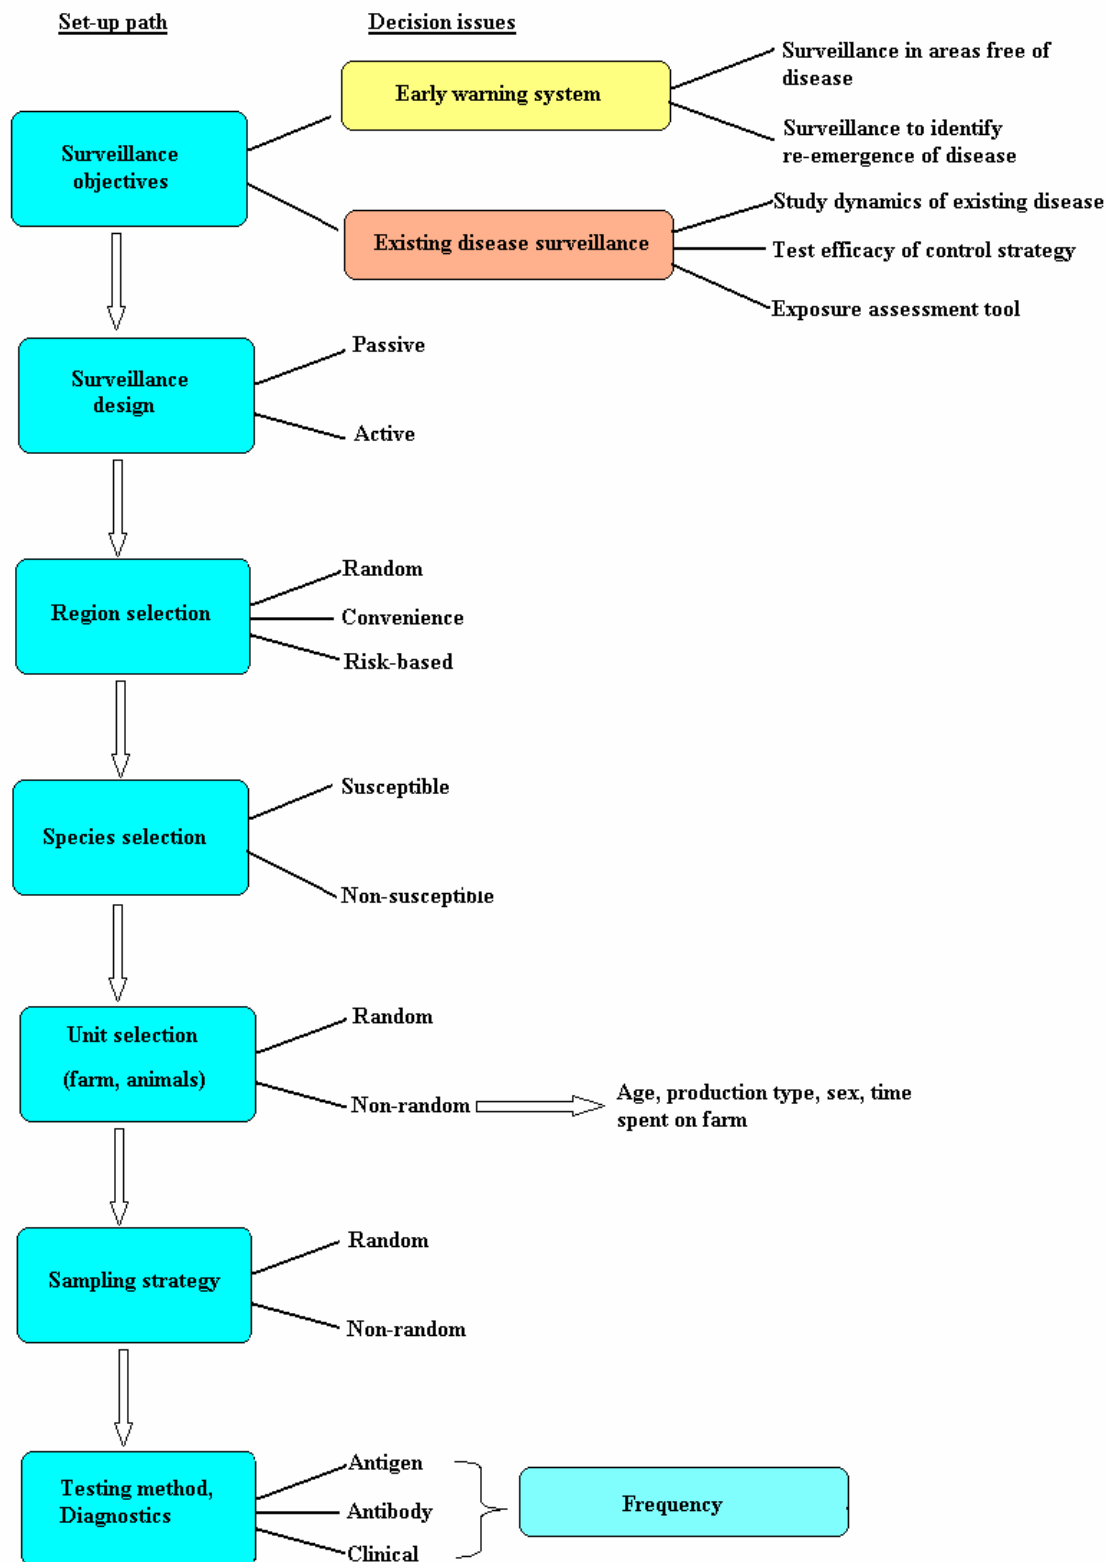 Set-up path
Decision issues
Surveillance in areas free of
disease
Early warning system
Surveillance to identify
re-emergence of disease
Surveillance
objectives
Study dynamics of existing disease
Existing disease surveillance
Test efficacy of control strategy
Exposure assessment tool
Passive
Surveillance
design
Active
Random
Region selection
Convenience
Risk-based
Susceptible
Species selection
Non-susceptible
Unit selection
(farm, animals)
Random
Non-random
Age, production type, sex, time
spent on farm
Random
Sampling strategy
Non-random
Testing method,
Diagnostics
Antigen
Antibody
Clinical
Frequency